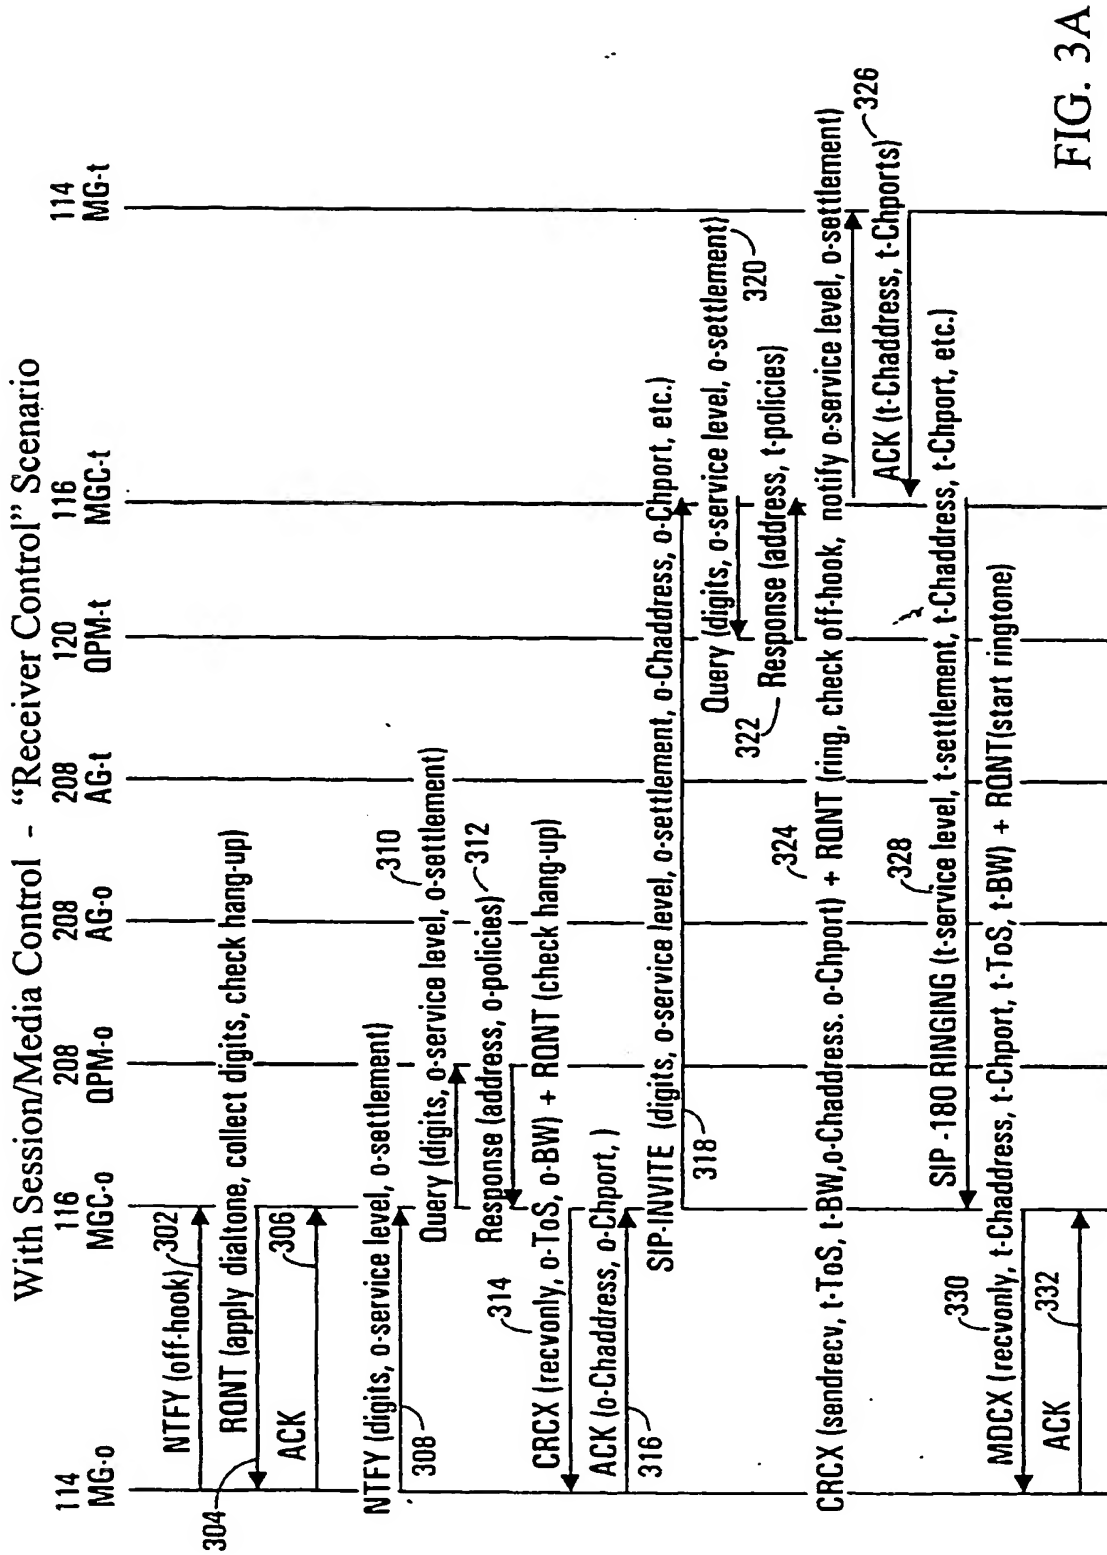 With Session/Media Control - “Receiver Control” Scenario
114
MG-o
116
MGC-o
208
QPM-o
208
AG-o
208
AG-t
120
QPM-t
116
MGC-t
114
MG-t
NTFY (off-hook) 302
304
RQNT (apply dialtone, collect digits, check hang-up)
ACK 306
NTFY (digits, o-service level, o-settlement)
308
Query (digits, o-service level, o-settlement)
310
Response (address, o-policies) 312
314
CRCX (recvonly, o-ToS, o-BW) + RQNT (check hang-up)
ACK (o-Chaddress, o-Chport, )
316
SIP-INVITE (digits, o-service level, o-settlement, o-Chaddress, o-Chport, etc.)
318
Query (digits, o-service level, o-settlement)
320
Response (address, t-policies)
322
CRCX (sendrecv, t-ToS, t-BW,o-Chaddress. o-Chport) + RQNT (ring, check off-hook, notify o-service level, o-settlement)
324
ACK (t-Chaddress, t-Chports) 326
328
SIP -180 RINGING (t-service level, t-settlement, t-Chaddress, t-Chport, etc.)
330
MDCX (recvonly, t-Chaddress, t-Chport, t-ToS, t-BW) + RQNT(start ringtone)
ACK 332
FIG. 3A